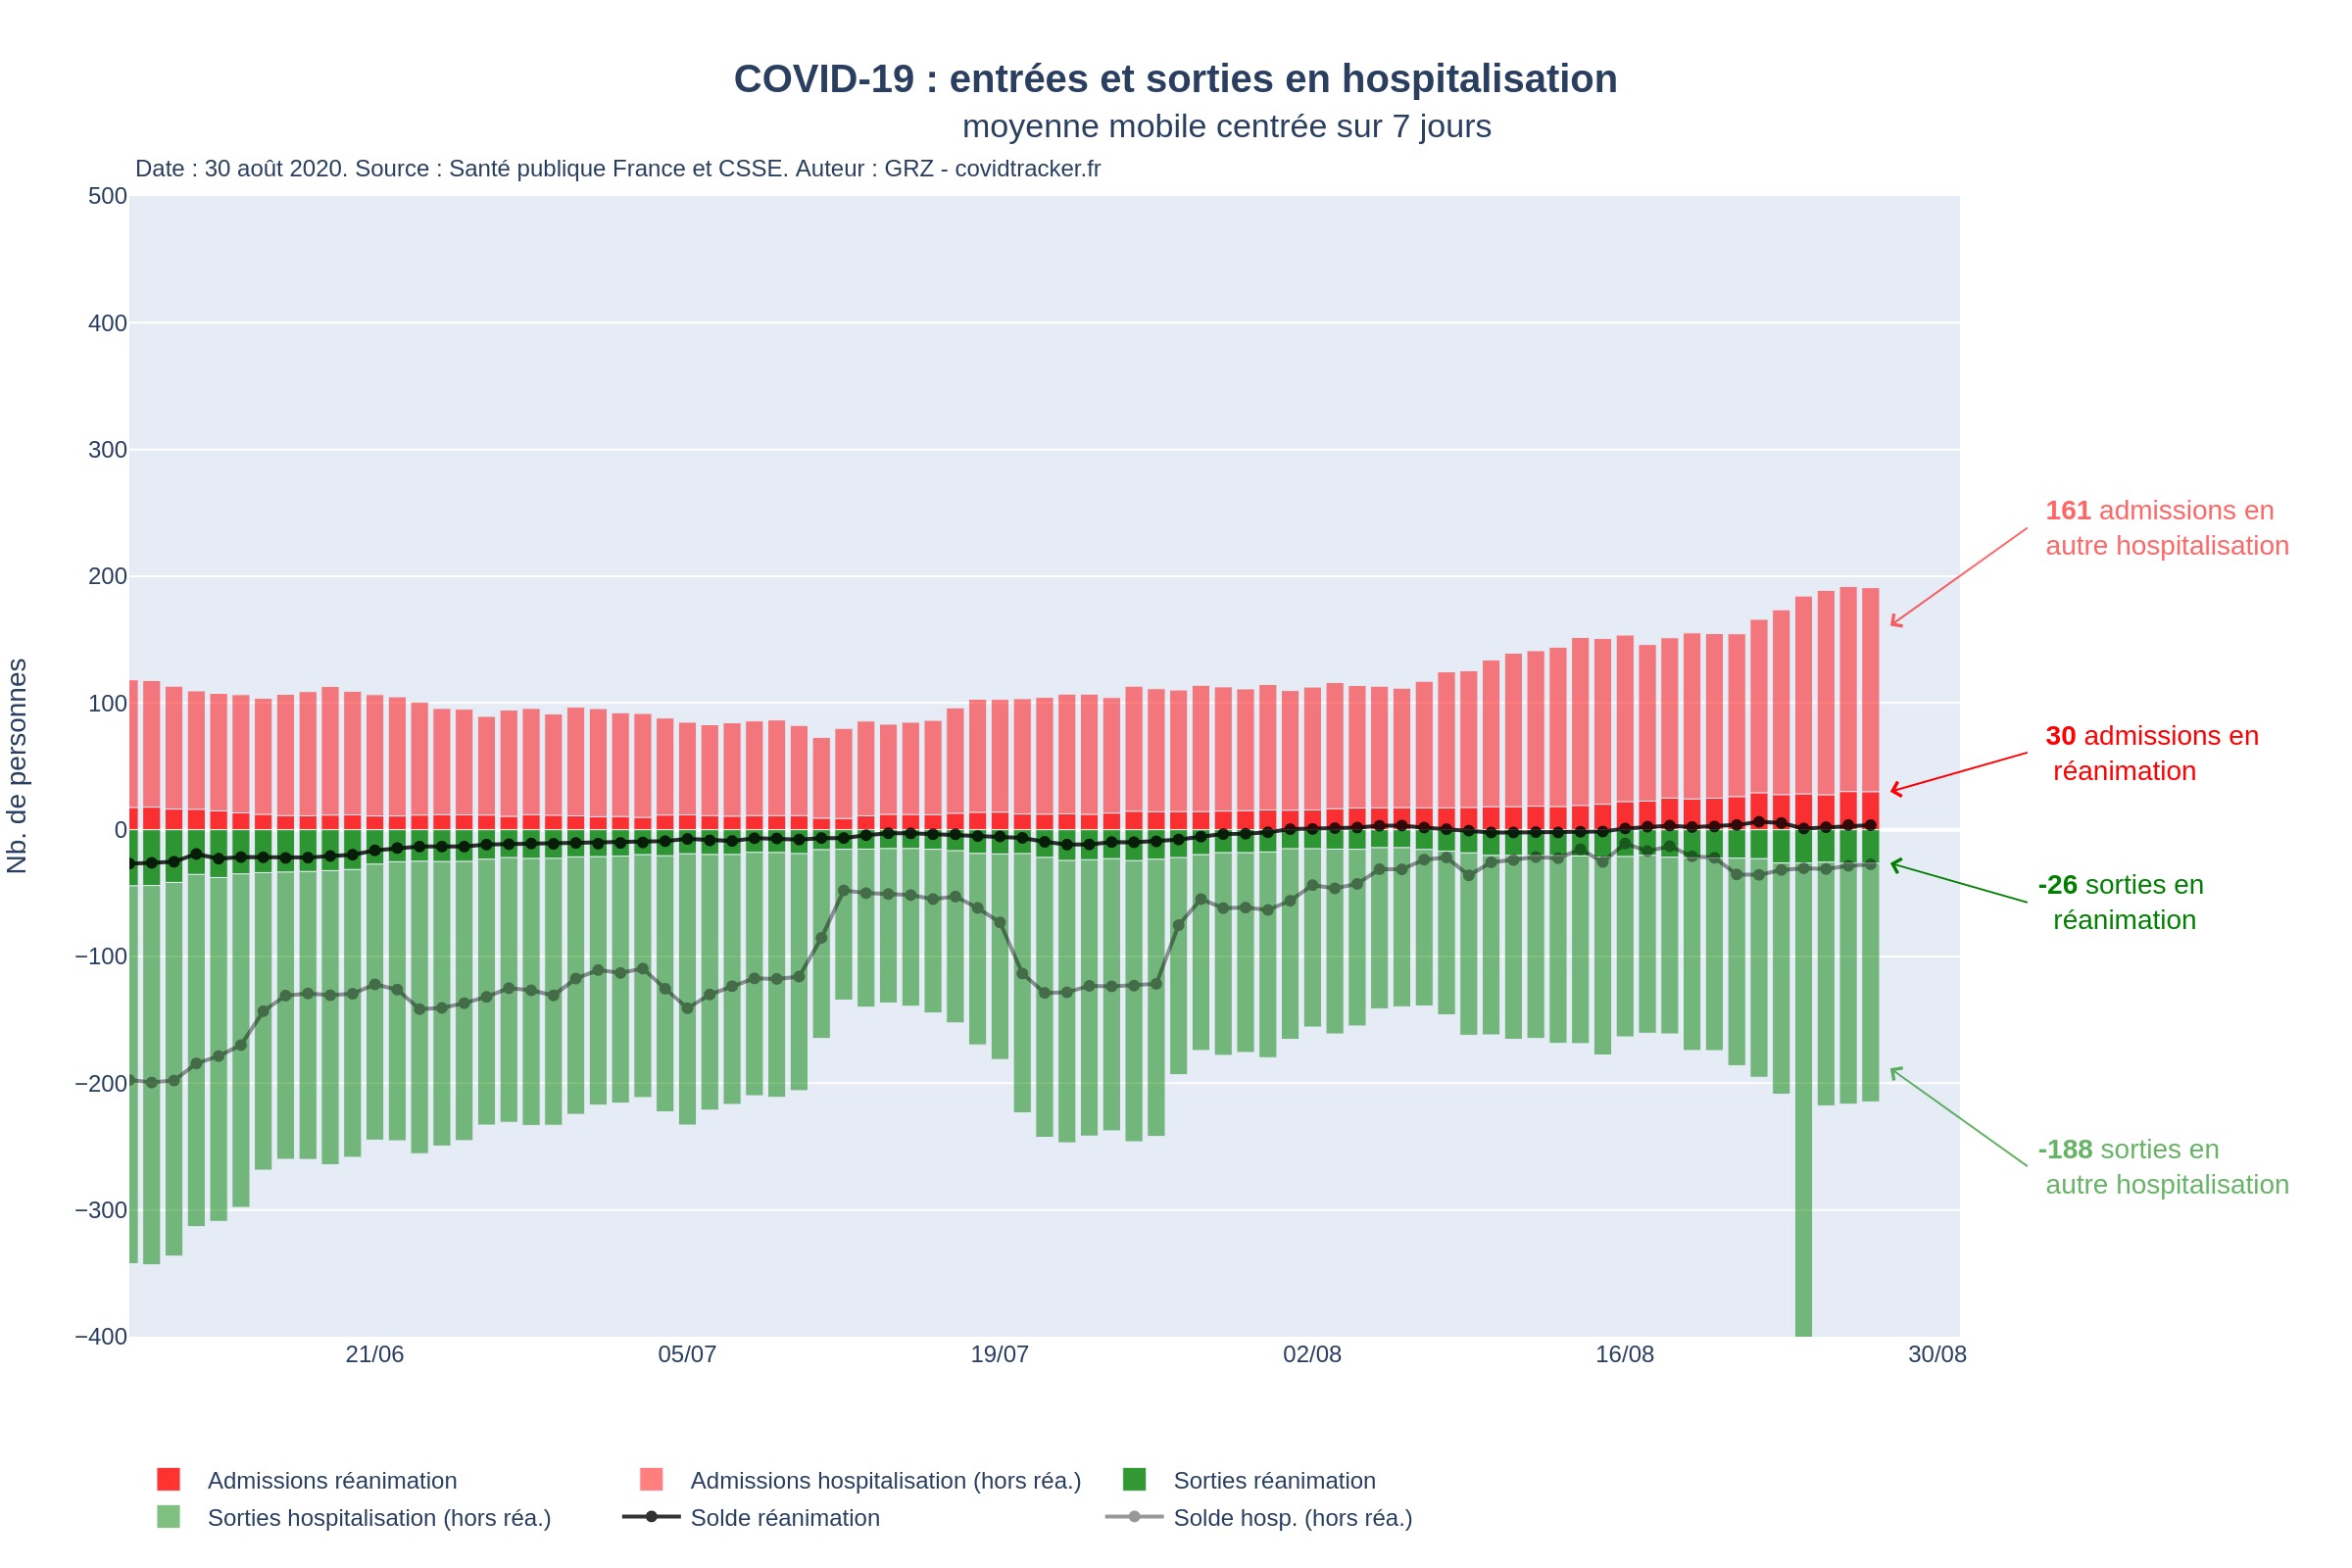 COVID-19 : entrées et sorties en hospitalisation
moyenne mobile centrée sur 7 jours
Date : 30 août 2020. Source : Santé publique France et CSSE. Auteur : GRZ - covidtracker.fr
Nb. de personnes
500
400
300
200
100
0
−100
−200
−300
−400
21/06 05/07 19/07 02/08 16/08 30/08
161 admissions en
autre hospitalisation
30 admissions en
réanimation
-26 sorties en
réanimation
-188 sorties en
autre hospitalisation
Admissions réanimation Admissions hospitalisation (hors réa.) Sorties réanimation
Sorties hospitalisation (hors réa.) Solde réanimation Solde hosp. (hors réa.)